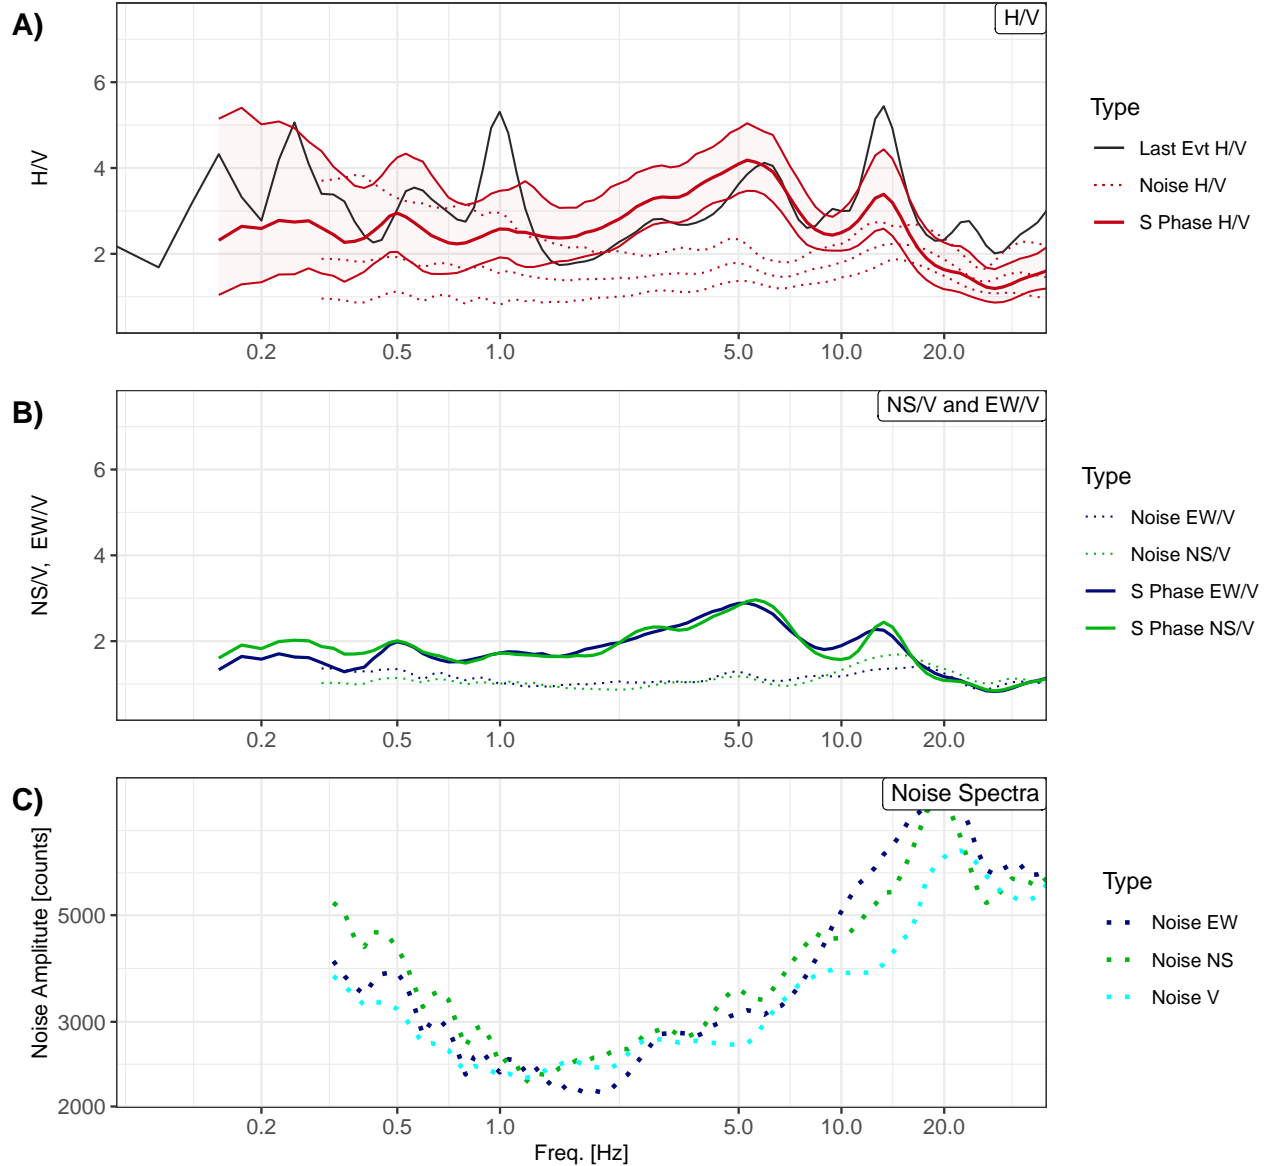 A)
H/V
H/V
6
4
2
0.2 0.5 1.0 5.0 10.0 20.0
Type
Last Evt H/V
Noise H/V
S Phase H/V
B)
NS/V and EW/V
NS/V, EW/V
6
4
2
0.2 0.5 1.0 5.0 10.0 20.0
Type
Noise EW/V
Noise NS/V
S Phase EW/V
S Phase NS/V
C)
Noise Spectra
Noise Amplitute [counts]
5000
3000
2000
0.2 0.5 1.0 5.0 10.0 20.0
Freq. [Hz]
Type
Noise EW
Noise NS
Noise V